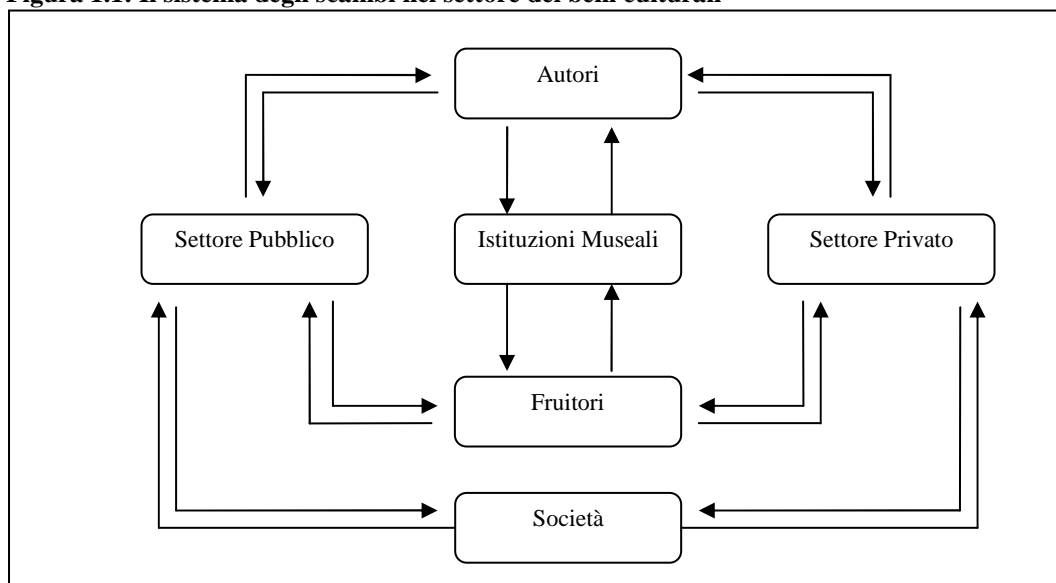 Figura 1.1. Il sistema degli scambi nel settore dei beni culturali
Autori
Settore Pubblico
Istituzioni Museali
Settore Privato
Fruitori
Società